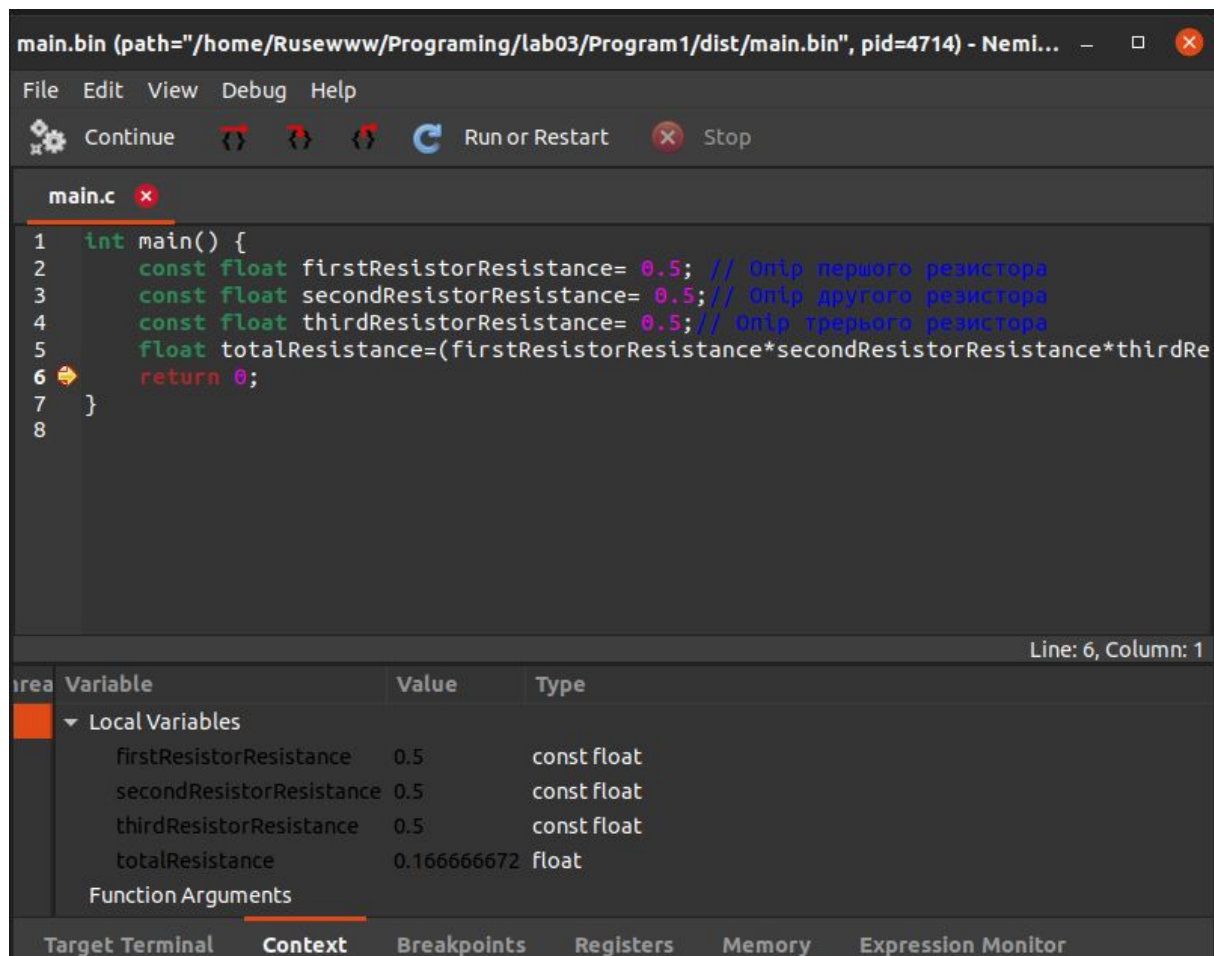 main.bin (path="/home/Rusewww/Programing/lab03/Program1/dist/main.bin", pid=4714) - Nemi...
File Edit View Debug Help
Continue Run or Restart Stop
main.c
1 int main() {
2 const float firstResistorResistance= 0.5; // Опір першого резистора
3 const float secondResistorResistance= 0.5;// Опір другого резистора
4 const float thirdResistorResistance= 0.5;// Опір трерього резистора
5 float totalResistance=(firstResistorResistance*secondResistorResistance*thirdRe
6 return 0;
7 }
8
Line: 6, Column: 1
rea Variable Value Type
Local Variables
firstResistorResistance 0.5 const float
secondResistorResistance 0.5 const float
thirdResistorResistance 0.5 const float
totalResistance 0.166666672 float
Function Arguments
Target Terminal Context Breakpoints Registers Memory Expression Monitor